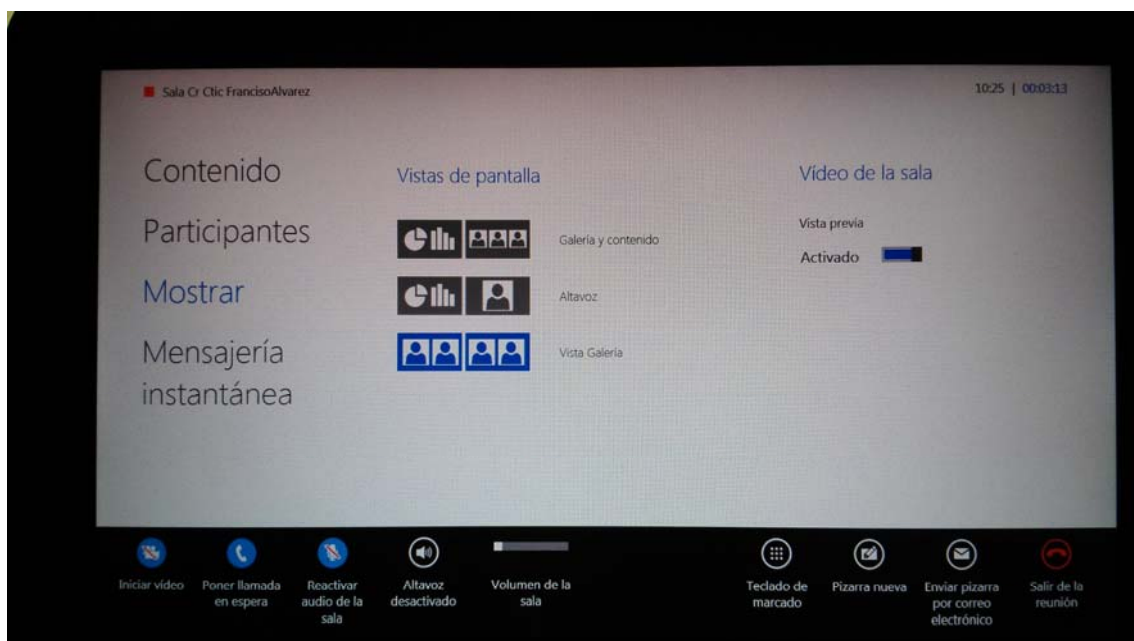 Sala Cr Ctic FrancisoAlvarez
10:25 | 00:03:13
Contenido
Participantes
Mostrar
Mensajería
instantánea
Vistas de pantalla
Galería y contenido
Altavoz
Vista Galería
Vídeo de la sala
Vista previa
Activado
Iniciar vídeo
Poner llamada
en espera
Reactivar
audio de la
sala
Altavoz
desactivado
Volumen de la
sala
Teclado de
marcado
Pizarra nueva
Enviar pizarra
por correo
electrónico
Salir de la
reunión